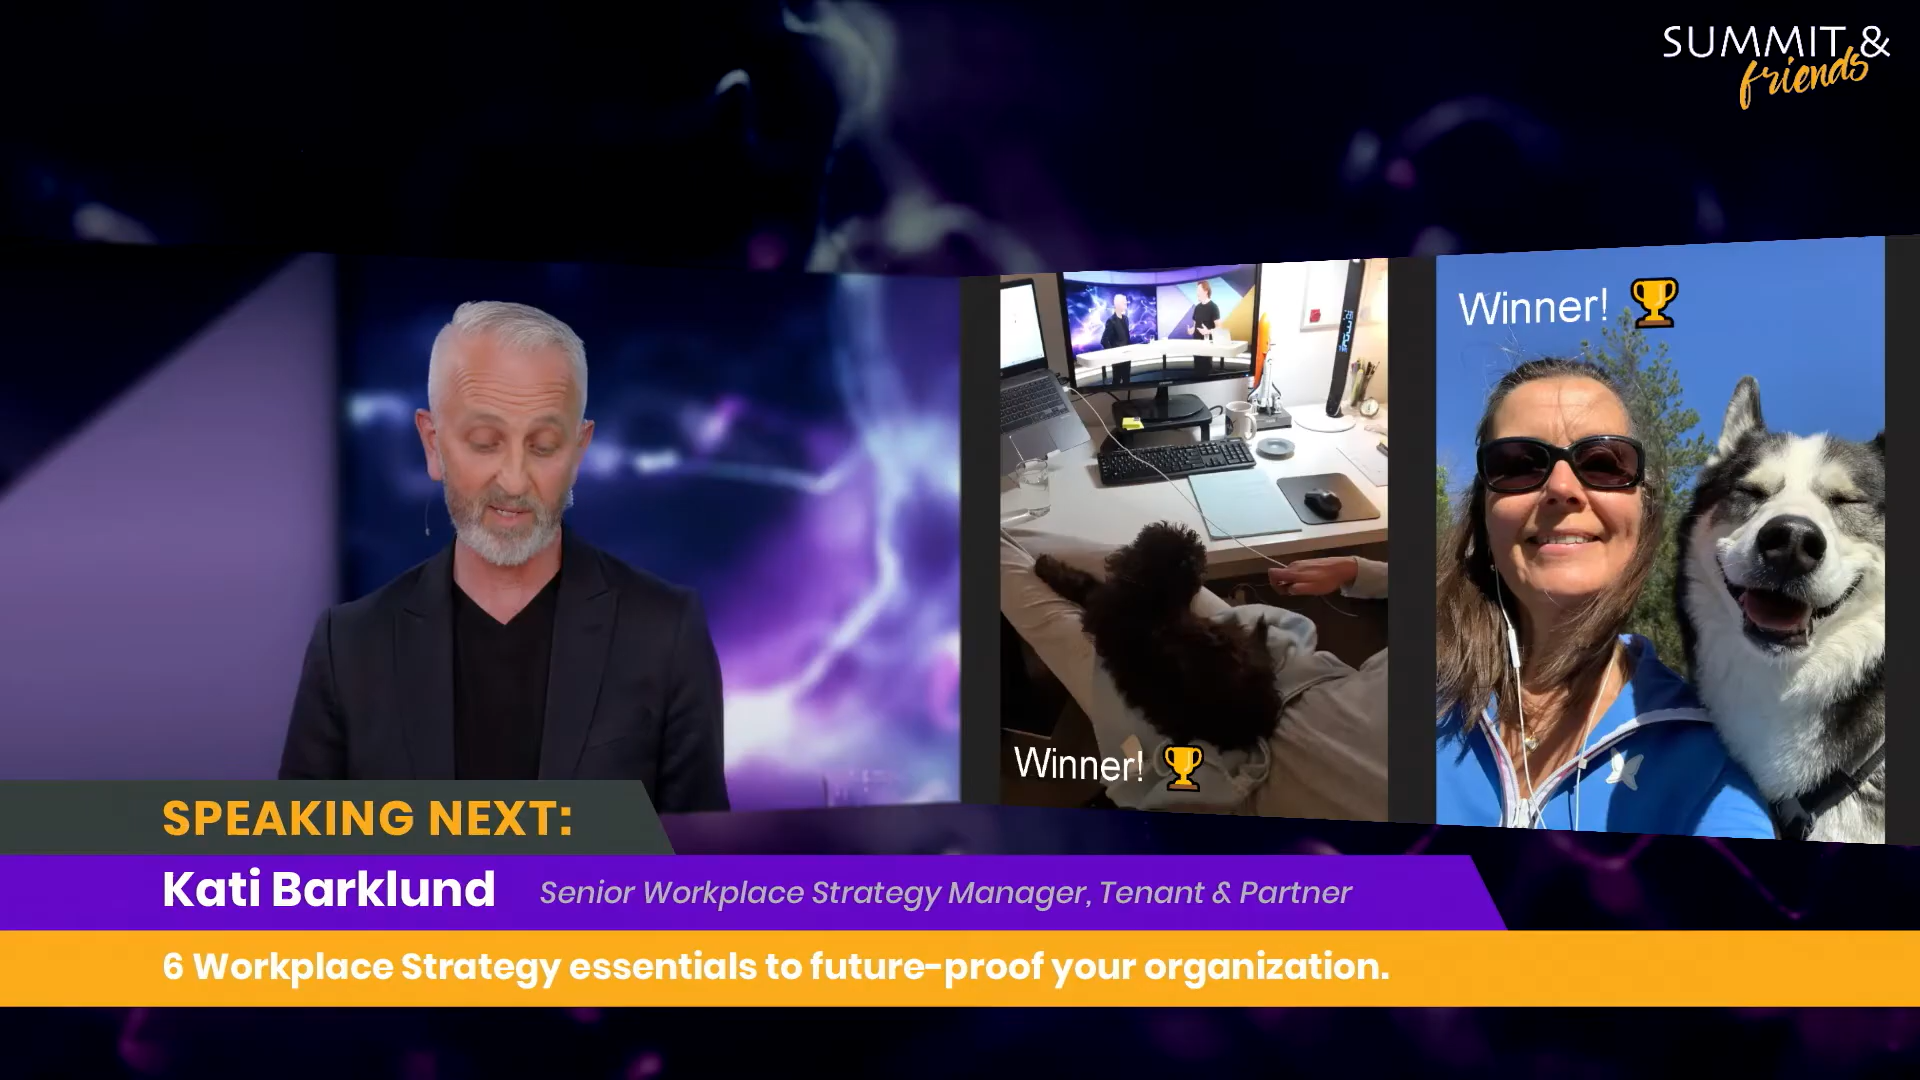 SUMMIT &
friends
Winner!
Winner!
SPEAKING NEXT:
Kati Barklund Senior Workplace Strategy Manager, Tenant & Partner
6 Workplace Strategy essentials to future-proof your organization.